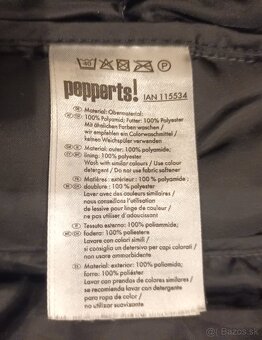 40 P
pepperts!
IAN 115534
Material: Obermaterial:
100% Polyamid; Futter: 100% Polyester
Mit ähnlichen Farben waschen /
wir empfehlen ein Colorwaschmittel /
keinen Weichspüler verwenden
Material: outer: 100% polyamide;
lining: 100% polyester
Wash with similar colours / Use colour
detergent / Do not use fabric softener
Matières: extérieur: 100% polyamide;
doublure: 100% polyester
Laver avec des couleurs similaires /
nous conseillons l'utilisation
de lessive pour linge de couleur /
ne pas utiliser d'adoucissant
Tessuto esterno: 100% poliammide;
fodera: 100% poliestere
Lavare con colori simili /
si consiglia un detersivo per capi colorati /
non usare ammorbidente
Material: exterior: 100% poliamida;
forro: 100% poliéster
Lavar con prendas de colores similares /
se recomienda lavar con detergente
para ropa de color /
no utilizar suavizante
bazos.sk